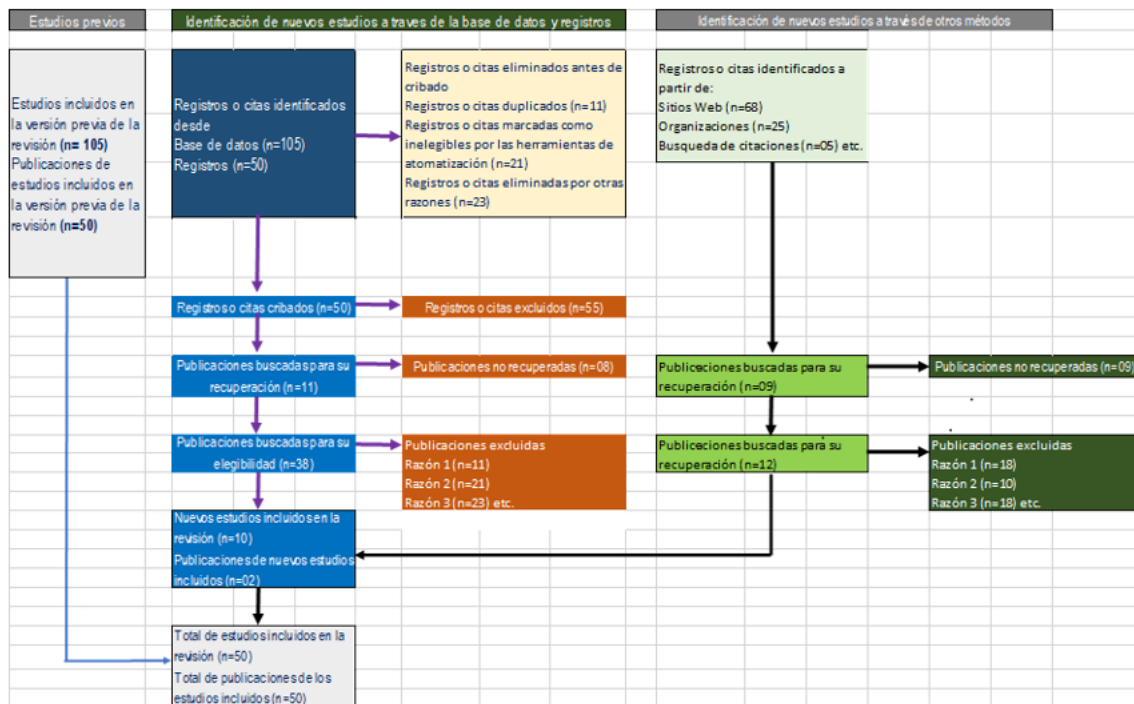 Estudios previos
Identificación de nuevos estudios a traves de la base de datos y registros
Identificación de nuevos estudios a través de otros métodos
Estudios incluidos en
la versión previa de la
revisión (n= 105)
Publicaciones de
estudios incluidos en
la versión previa de la
revisión (n=50)
Registros o citas identificados
desde
Base de datos (n=105)
Registros (n=50)
Registros o citas eliminados antes de
cribado
Registros o citas duplicados (n=11)
Registros o citas marcadas como
inelegibles por las herramientas de
atomatización (n=21)
Registros o citas eliminadas por otras
razones (n=23)
Registros o citas identificados a
partir de:
Sitios Web (n=68)
Organizaciones (n=25)
Busqueda de citaciones (n=05) etc.
Registros o citas cribados (n=50)
Registros o citas excluidos (n=55)
Publicaciones buscadas para su
recuperación (n=11)
Publicaciones no recuperadas (n=08)
Publiceciones buscadas para su
recuperación (n=09)
Publicaciones no recuperadas (n=09)
Publicaciones buscadas para su
elegibilidad (n=38)
Publicaciones excluidas
Razón 1 (n=11)
Razón 2 (n=21)
Razón 3 (n=23) etc.
Publiceciones buscadas para su
recuperación (n=12)
Publicaciones excluidas
Razón 1 (n=18)
Razón 2 (n=10)
Razón 3 (n=18) etc.
Nuevos estudios incluidos en la
revisión (n=10)
Publicaciones de nuevos estudios
incluidos (n=02)
Total de estudios incluidos en la
revisión (n=50)
Total de publicaciones de los
estudios incluidos (n=50)